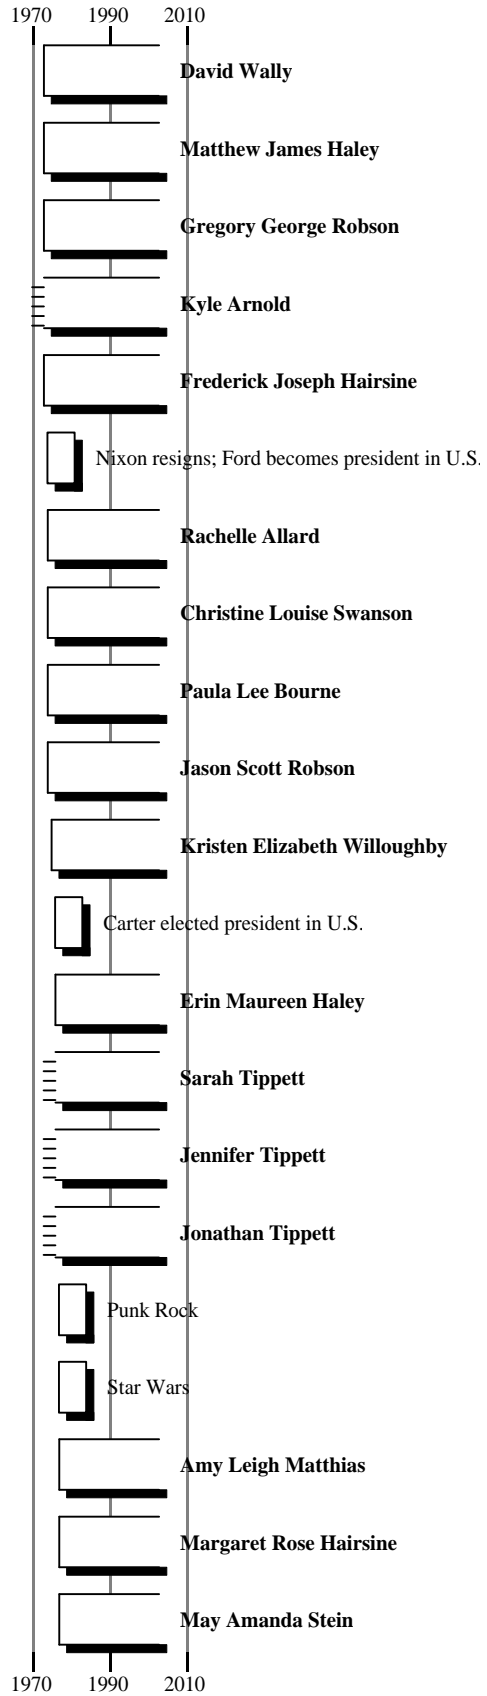 1970 1990 2010
David Wally
Matthew James Haley
Gregory George Robson
Kyle Arnold
Frederick Joseph Hairsine
Nixon resigns; Ford becomes president in U.S.
Rachelle Allard
Christine Louise Swanson
Paula Lee Bourne
Jason Scott Robson
Kristen Elizabeth Willoughby
Carter elected president in U.S.
Erin Maureen Haley
Sarah Tippett
Jennifer Tippett
Jonathan Tippett
Punk Rock
Star Wars
Amy Leigh Matthias
Margaret Rose Hairsine
May Amanda Stein
1970 1990 2010